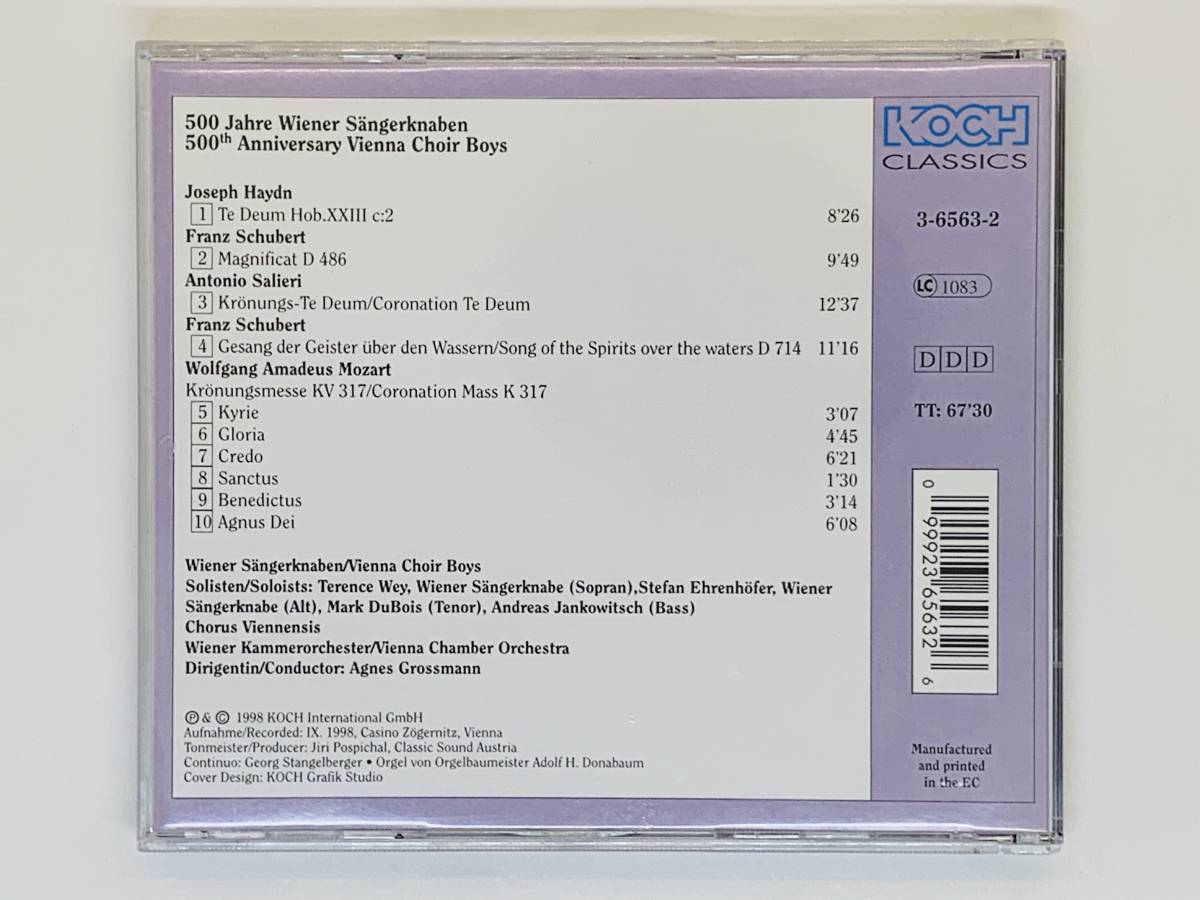 500 Jahre Wiener Sängerknaben
500th Anniversary Vienna Choir Boys
Joseph Haydn
1 Te Deum Hob.XXIII c:2 8'26
Franz Schubert
2 Magnificat D 486 9'49
Antonio Salieri
3 Krönungs-Te Deum/Coronation Te Deum 12'37
Franz Schubert
4 Gesang der Geister über den Wassern/Song of the Spirits over the waters D 714 11'16
Wolfgang Amadeus Mozart
Krönungsmesse KV 317/Coronation Mass K 317
5 Kyrie 3'07
6 Gloria 4'45
7 Credo 6'21
8 Sanctus 1'30
9 Benedictus 3'14
10 Agnus Dei 6'08
Wiener Sängerknaben/Vienna Choir Boys
Solisten/Soloists: Terence Wey, Wiener Sängerknabe (Sopran),Stefan Ehrenhöfer, Wiener
Sängerknabe (Alt), Mark DuBois (Tenor), Andreas Jankowitsch (Bass)
Chorus Viennensis
Wiener Kammerorchester/Vienna Chamber Orchestra
Dirigentin/Conductor: Agnes Grossmann
℗ & © 1998 KOCH International GmbH
Aufnahme/Recorded: IX. 1998, Casino Zögernitz, Vienna
Tonmeister/Producer: Jiri Pospichal, Classic Sound Austria
Continuo: Georg Stangelberger • Orgel von Orgelbaumeister Adolf H. Donabaum
Cover Design: KOCH Grafik Studio
KOCH
CLASSICS
3-6563-2
LC 1083
DDD
TT: 67'30
0 99923 65632 6
Manufactured
and printed
in the EC